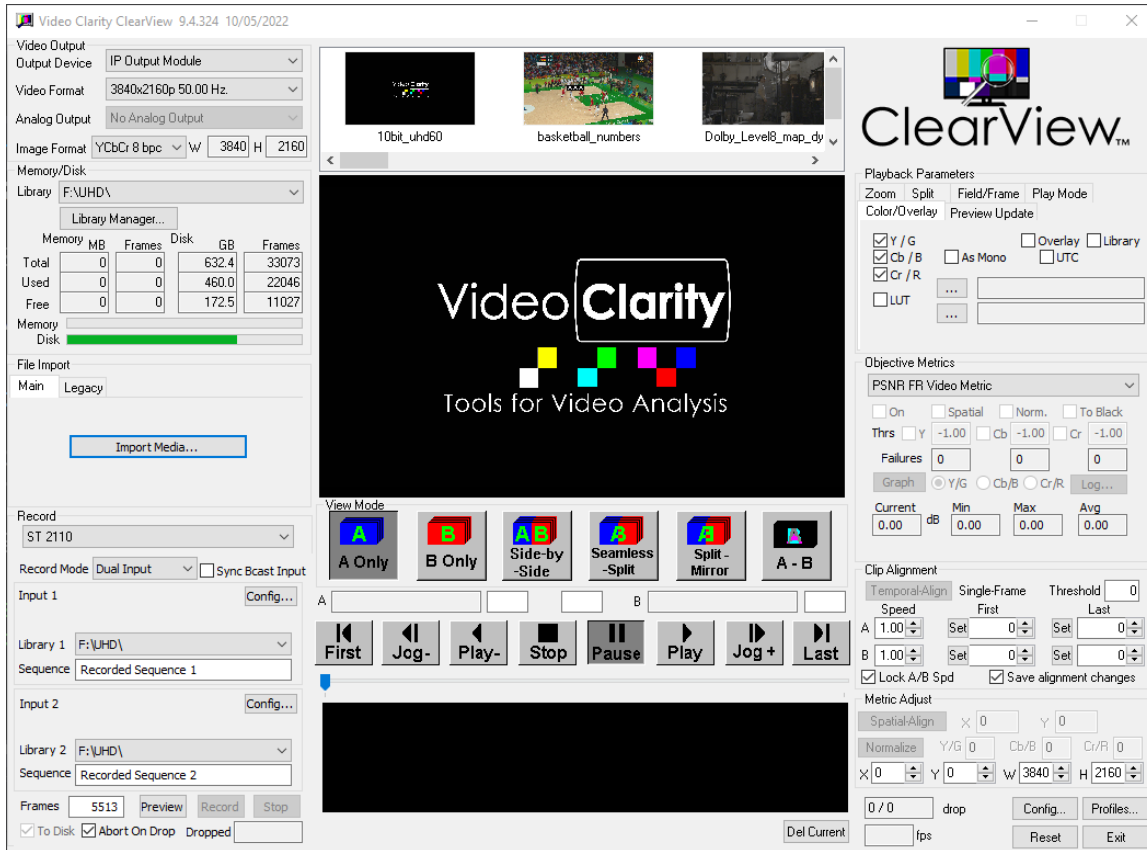 Video Clarity ClearView 9.4.324 10/05/2022
Video Output
Output Device IP Output Module
Video Format 3840x2160p 50.00 Hz.
Analog Output No Analog Output
Image Format YCbCr 8 bpc W 3840 H 2160
Memory/Disk
Library F:\UHD\
Library Manager...
Memory MB Frames Disk GB Frames
Total 0 0 632.4 33073
Used 0 0 460.0 22046
Free 0 0 172.5 11027
Memory
Disk
File Import
Main Legacy
Import Media...
Record
ST 2110
Record Mode Dual Input Sync Bcast Input
Input 1 Config...
Library 1 F:\UHD\
Sequence Recorded Sequence 1
Input 2 Config...
Library 2 F:\UHD\
Sequence Recorded Sequence 2
Frames 5513 Preview Record Stop
To Disk Abort On Drop Dropped
10bit_uhd60 basketball_numbers Dolby_Level8_map_dy
Video Clarity
Tools for Video Analysis
View Mode
A B AB A A A
A Only B Only Side-by-Side Seamless-Split Split-Mirror A - B
A B
First Jog- Play- Stop Pause Play Jog + Last
Del Current
ClearView™
Playback Parameters
Zoom Split Field/Frame Play Mode
Color/Overlay Preview Update
Y / G Overlay Library
Cb / B As Mono UTC
Cr / R
...
LUT
...
Objective Metrics
PSNR FR Video Metric
On Spatial Norm. To Black
Thrs Y -1.00 Cb -1.00 Cr -1.00
Failures 0 0 0
Graph Y/G Cb/B Cr/R Log...
Current Min Max Avg
0.00 dB 0.00 0.00 0.00
Clip Alignment
Temporal-Align Single-Frame Threshold 0
Speed First Last
A 1.00 Set 0 Set 0
B 1.00 Set 0 Set 0
Lock A/B Spd Save alignment changes
Metric Adjust
Spatial-Align X 0 Y 0
Normalize Y/G 0 Cb/B 0 Cr/R 0
X 0 Y 0 W 3840 H 2160
0 / 0 drop Config... Profiles...
fps Reset Exit